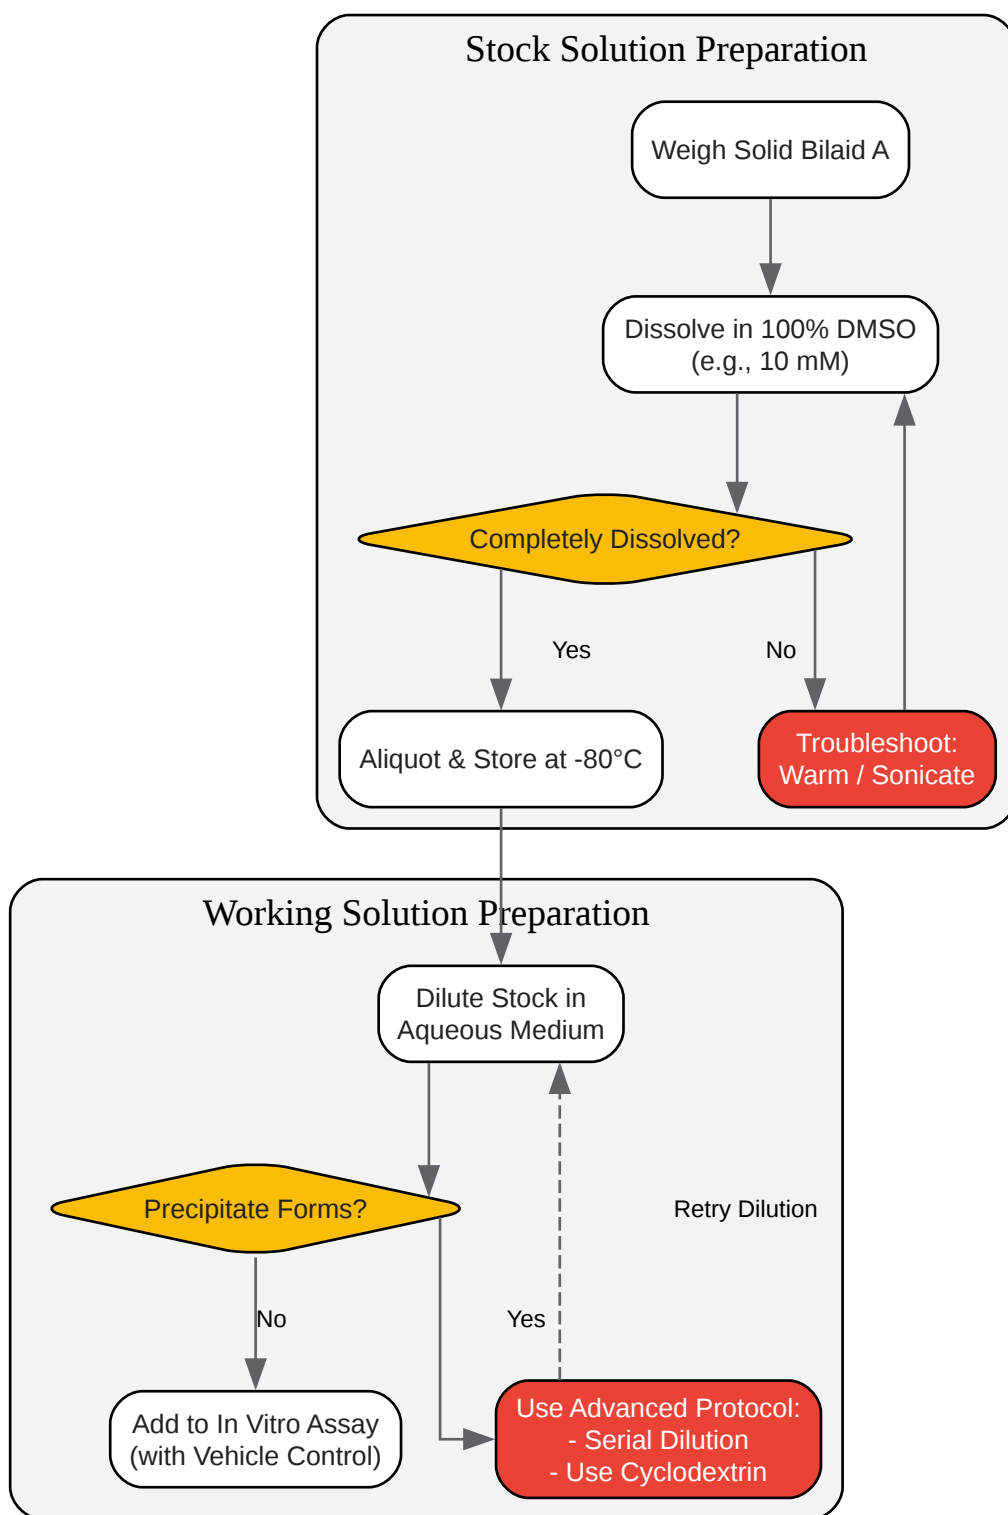 Stock Solution Preparation
Weigh Solid Bilaid A
Dissolve in 100% DMSO
(e.g., 10 mM)
Completely Dissolved?
Yes
No
Aliquot & Store at -80°C
Troubleshoot:
Warm / Sonicate
Working Solution Preparation
Dilute Stock in
Aqueous Medium
Precipitate Forms?
Retry Dilution
No
Yes
Add to In Vitro Assay
(with Vehicle Control)
Use Advanced Protocol:
- Serial Dilution
- Use Cyclodextrin